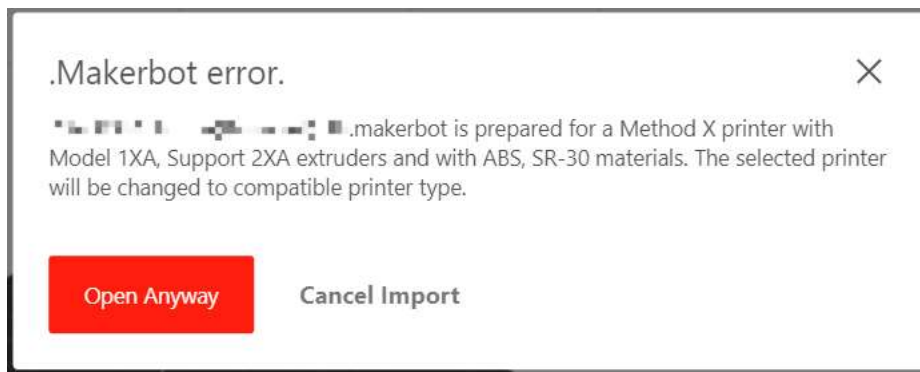 .Makerbot error.
.makerbot is prepared for a Method X printer with
Model 1XA, Support 2XA extruders and with ABS, SR-30 materials. The selected printer
will be changed to compatible printer type.
Open Anyway
Cancel Import